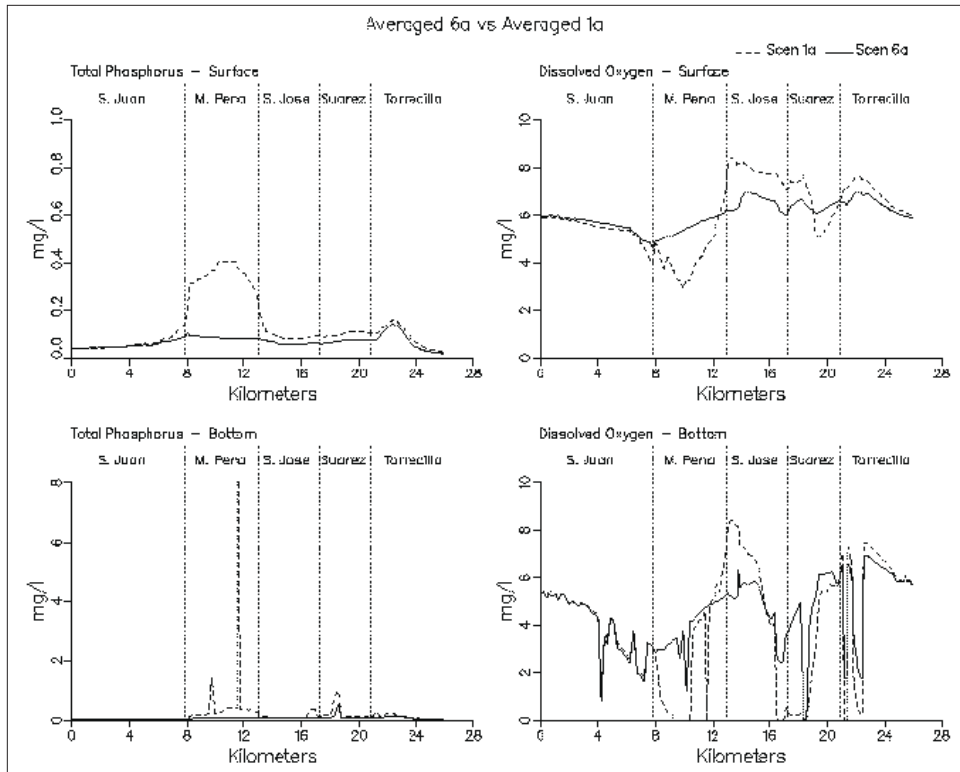 Averaged 6a vs Averaged 1a
Scen 1a
Scen 6a
Total Phosphorus – Surface
S. Juan
M. Pena
S. Jose
Suarez
Torrecilla
1.0
0.8
0.6
0.4
0.2
0.0
mg/l
0
4
8
12
16
20
24
28
Kilometers
Dissolved Oxygen – Surface
S. Juan
M. Pena
S. Jose
Suarez
Torrecilla
10
8
6
4
2
0
mg/l
0
4
8
12
16
20
24
28
Kilometers
Total Phosphorus – Bottom
S. Juan
M. Pena
S. Jose
Suarez
Torrecilla
8
6
4
2
0
mg/l
0
4
8
12
16
20
24
28
Kilometers
Dissolved Oxygen – Bottom
S. Juan
M. Pena
S. Jose
Suarez
Torrecilla
10
8
6
4
2
0
mg/l
0
4
8
12
16
20
24
28
Kilometers